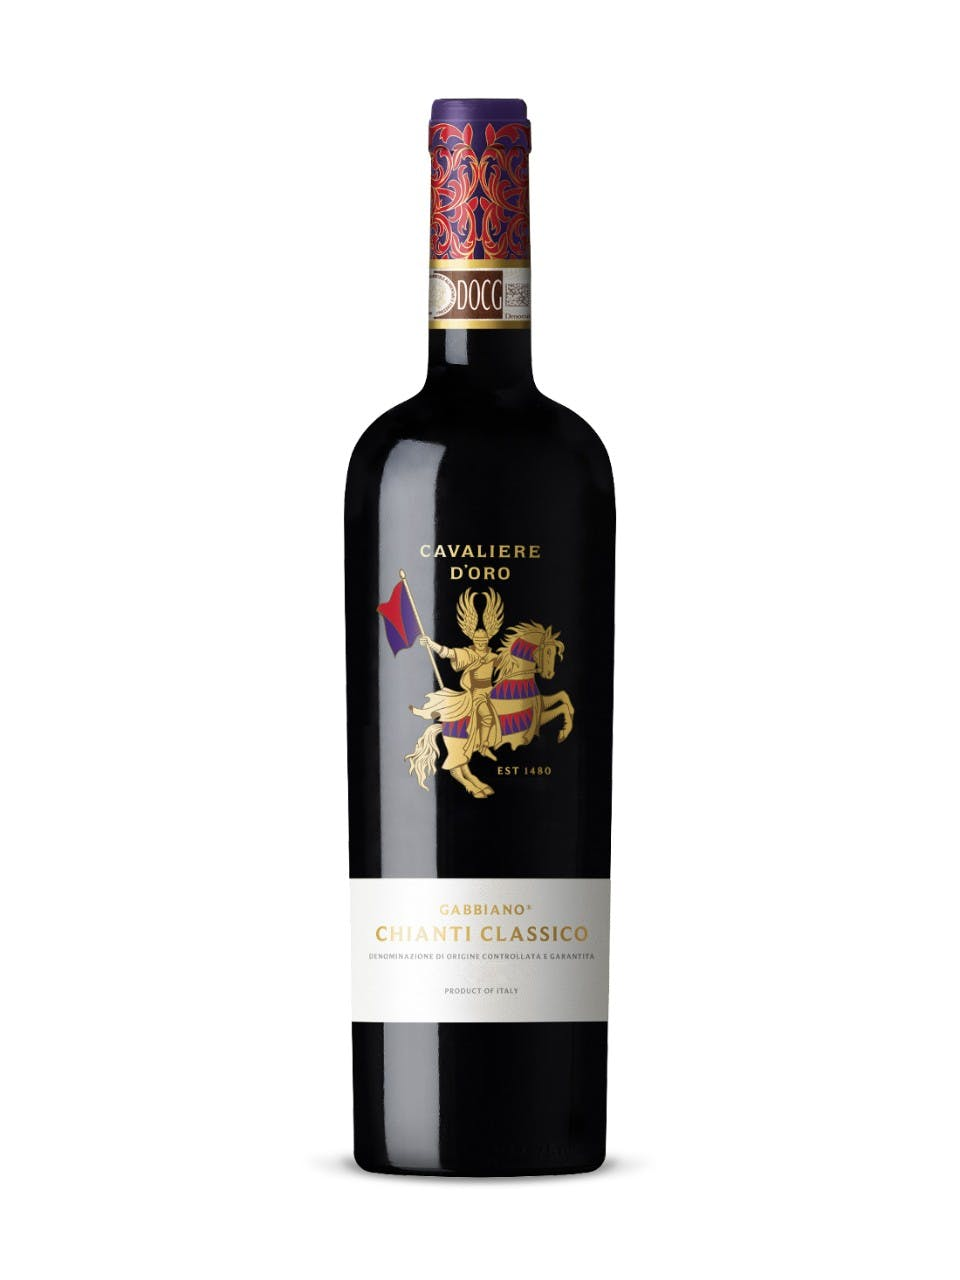 DOCG
CAVALIERE
D'ORO
EST 1480
GABBIANO®
CHIANTI CLASSICO
DENOMINAZIONE DI ORIGINE CONTROLLATA E GARANTITA
PRODUCT OF ITALY